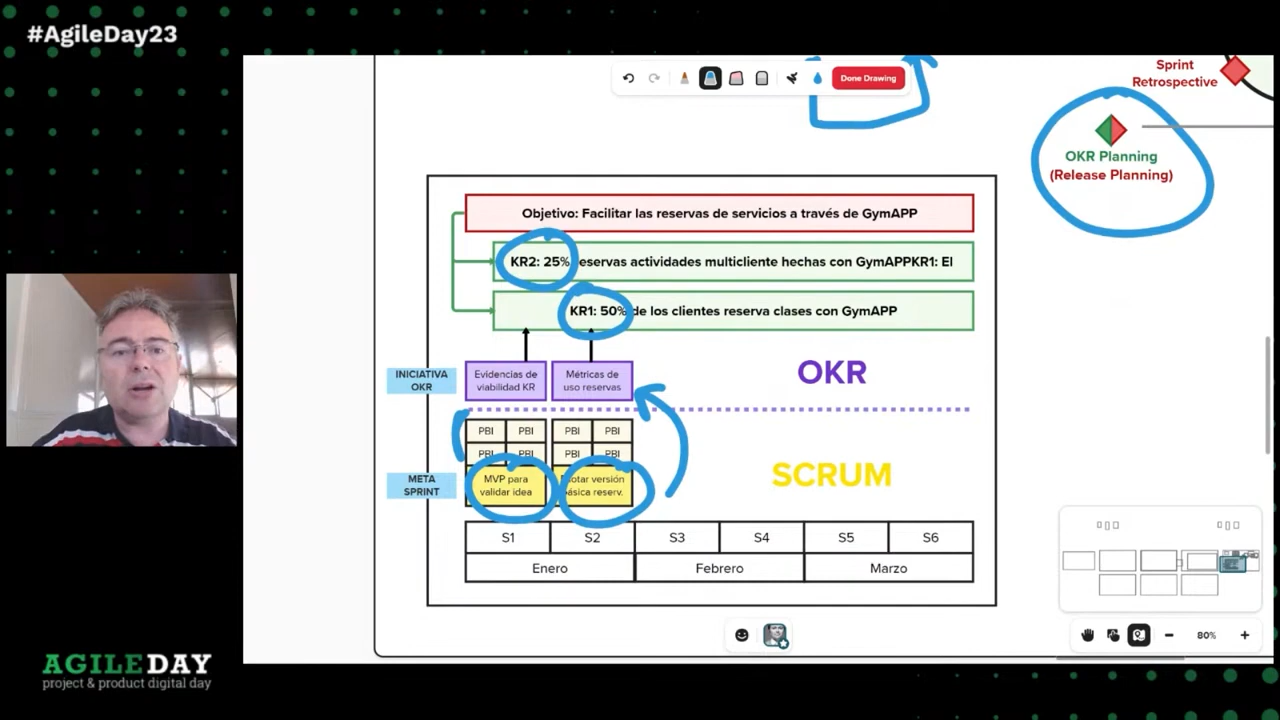 #AgileDay23
Done Drawing
Sprint
Retrospective
OKR Planning
(Release Planning)
Objetivo: Facilitar las reservas de servicios a través de GymAPP
KR2: 25% reservas actividades multicliente hechas con GymAPPKR1: El
KR1: 50% de los clientes reserva clases con GymAPP
INICIATIVA
OKR
Evidencias de
viabilidad KR
Métricas de
uso reservas
OKR
PBI PBI PBI PBI
PBI PBI PBI PBI
META
SPRINT
MVP para
validar idea
versión
básica reserv.
SCRUM
S1 S2 S3 S4 S5 S6
Enero Febrero Marzo
80%
AGILEDAY
project & product digital day